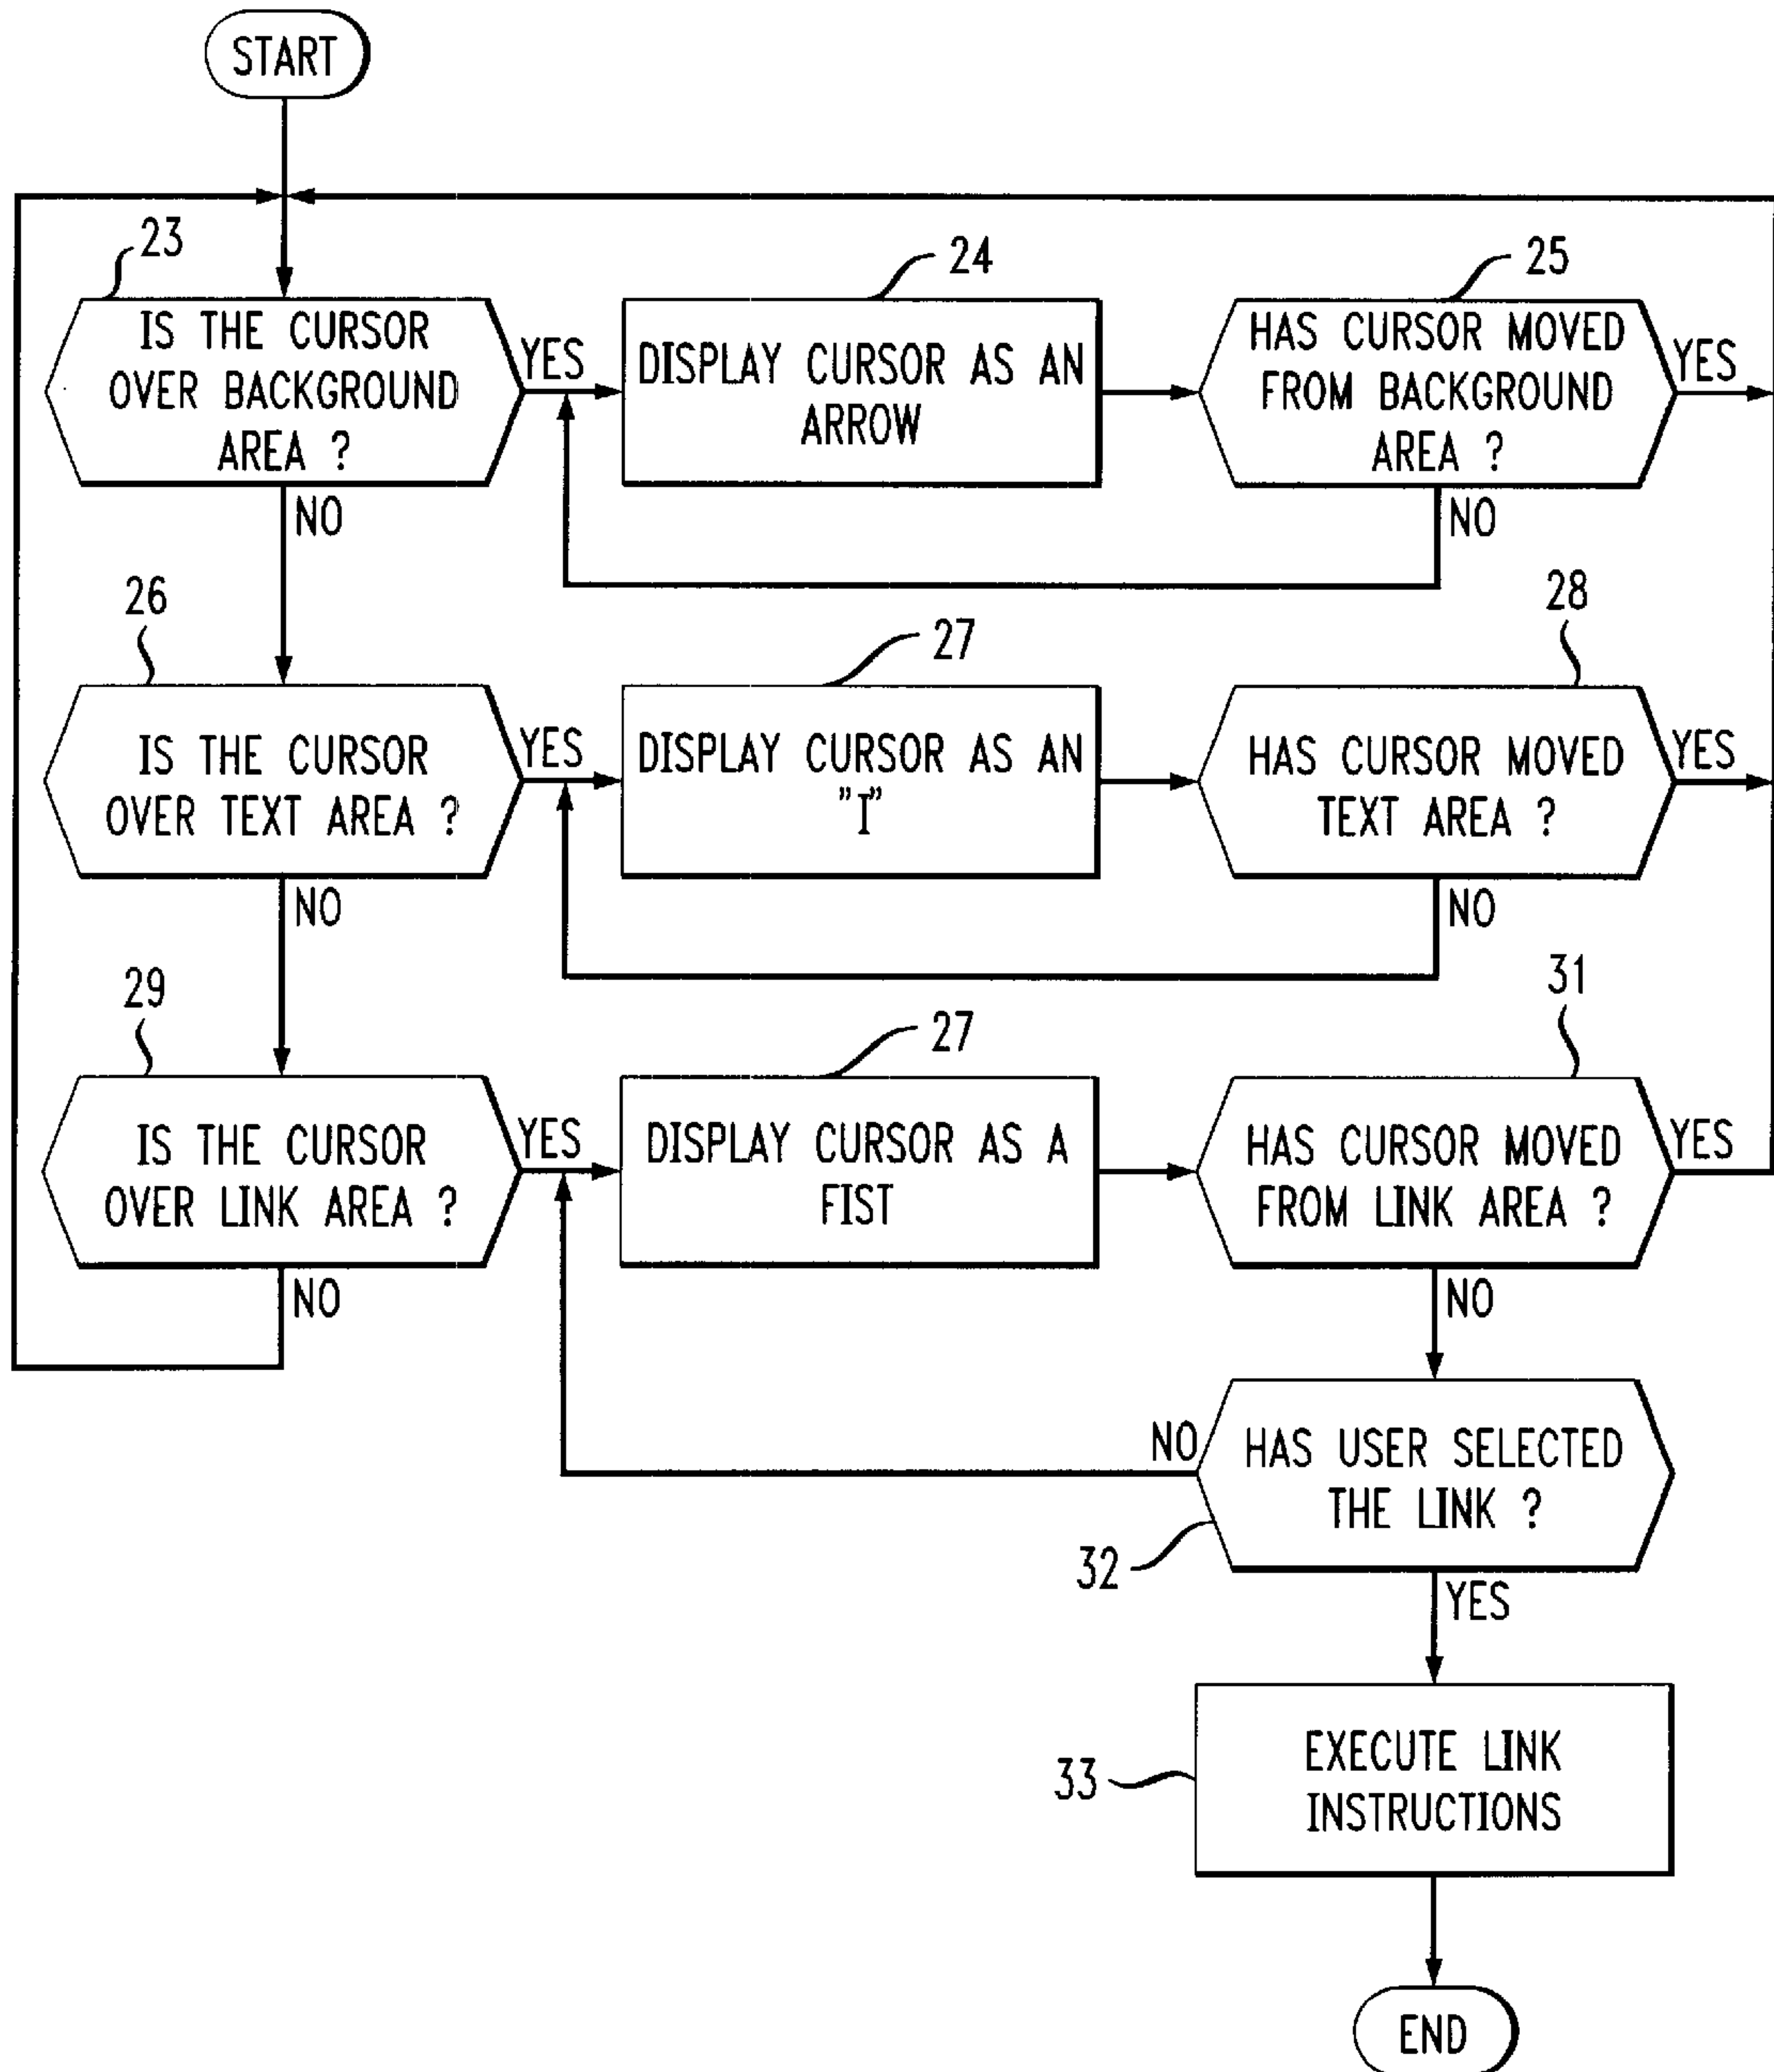 START
23
IS THE CURSOR
OVER BACKGROUND
AREA ?
YES
NO
24
DISPLAY CURSOR AS AN
ARROW
25
HAS CURSOR MOVED
FROM BACKGROUND
AREA ?
YES
NO
26
IS THE CURSOR
OVER TEXT AREA ?
YES
NO
27
DISPLAY CURSOR AS AN
"I"
28
HAS CURSOR MOVED
TEXT AREA ?
YES
NO
29
IS THE CURSOR
OVER LINK AREA ?
YES
NO
27
DISPLAY CURSOR AS A
FIST
31
HAS CURSOR MOVED
FROM LINK AREA ?
YES
NO
HAS USER SELECTED
THE LINK ?
NO
32
YES
33
EXECUTE LINK
INSTRUCTIONS
END